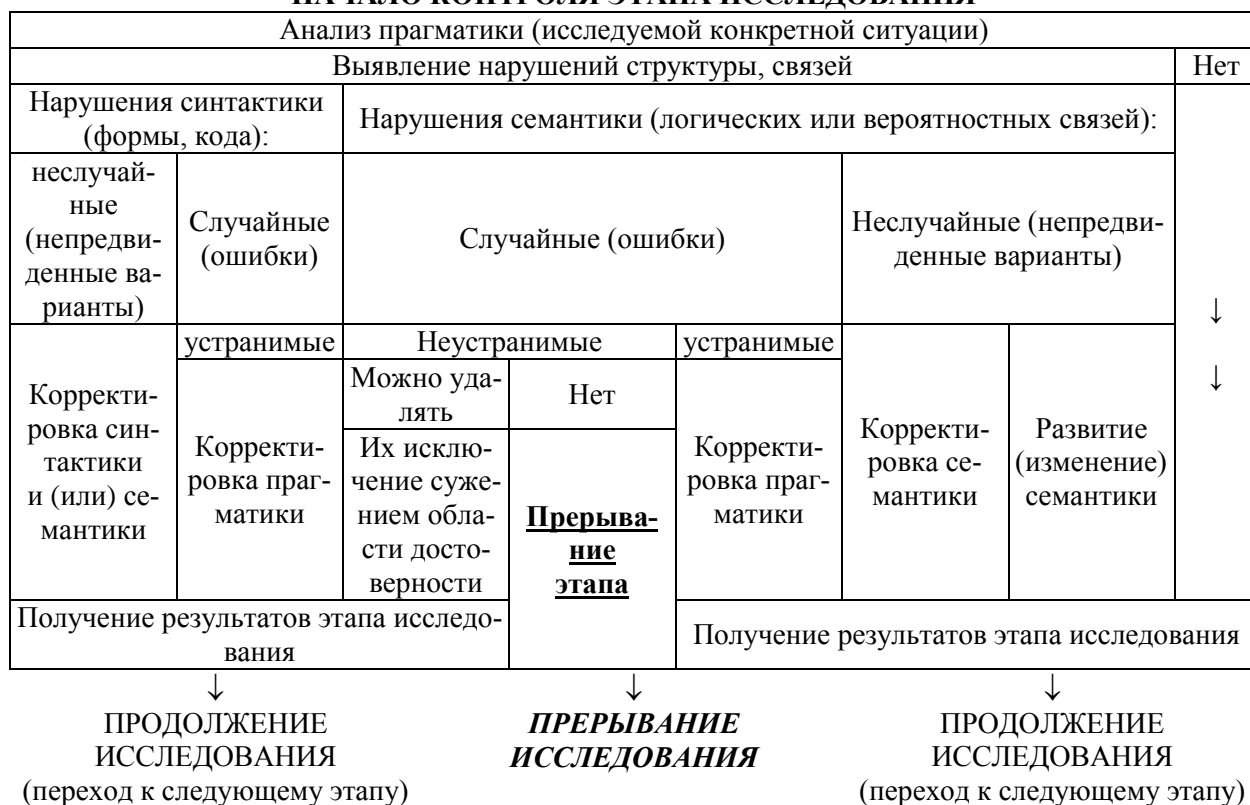 НАЧАЛО КОНТРОЛЯ ЭТАПА ИССЛЕДОВАНИЯ
Анализ прагматики (исследуемой конкретной ситуации)
Выявление нарушений структуры, связей
Нет
Нарушения синтактики
(формы, кода):
Нарушения семантики (логических или вероятностных связей):
неслучай-
ные
(непредви-
денные ва-
рианты)
Случайные
(ошибки)
Случайные (ошибки)
Неслучайные (непредви-
денные варианты)
↓
↓
Корректи-
ровка син-
тактики
и (или) се-
мантики
устранимые
Корректи-
ровка праг-
матики
Неустранимые
Можно уда-
лять
Их исклю-
чение суже-
нием обла-
сти досто-
верности
Нет
Прерыва-
ние
этапа
устранимые
Корректи-
ровка праг-
матики
Корректи-
ровка се-
мантики
Развитие
(изменение)
семантики
Получение результатов этапа исследо-
вания
Получение результатов этапа исследования
↓
ПРОДОЛЖЕНИЕ
ИССЛЕДОВАНИЯ
(переход к следующему этапу)
↓
ПРЕРЫВАНИЕ
ИССЛЕДОВАНИЯ
↓
ПРОДОЛЖЕНИЕ
ИССЛЕДОВАНИЯ
(переход к следующему этапу)